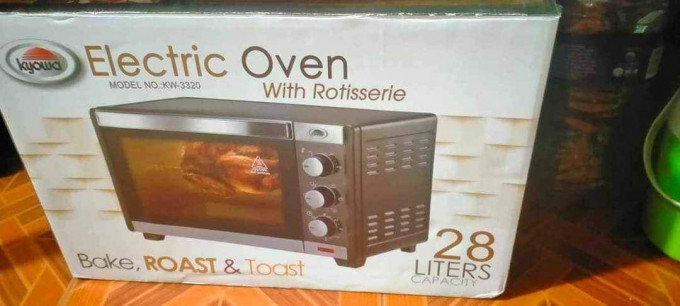 kyowa
Electric Oven
MODEL NO.:KW-3320
With Rotisserie
Bake, ROAST & Toast
28
LITERS
CAPACITY